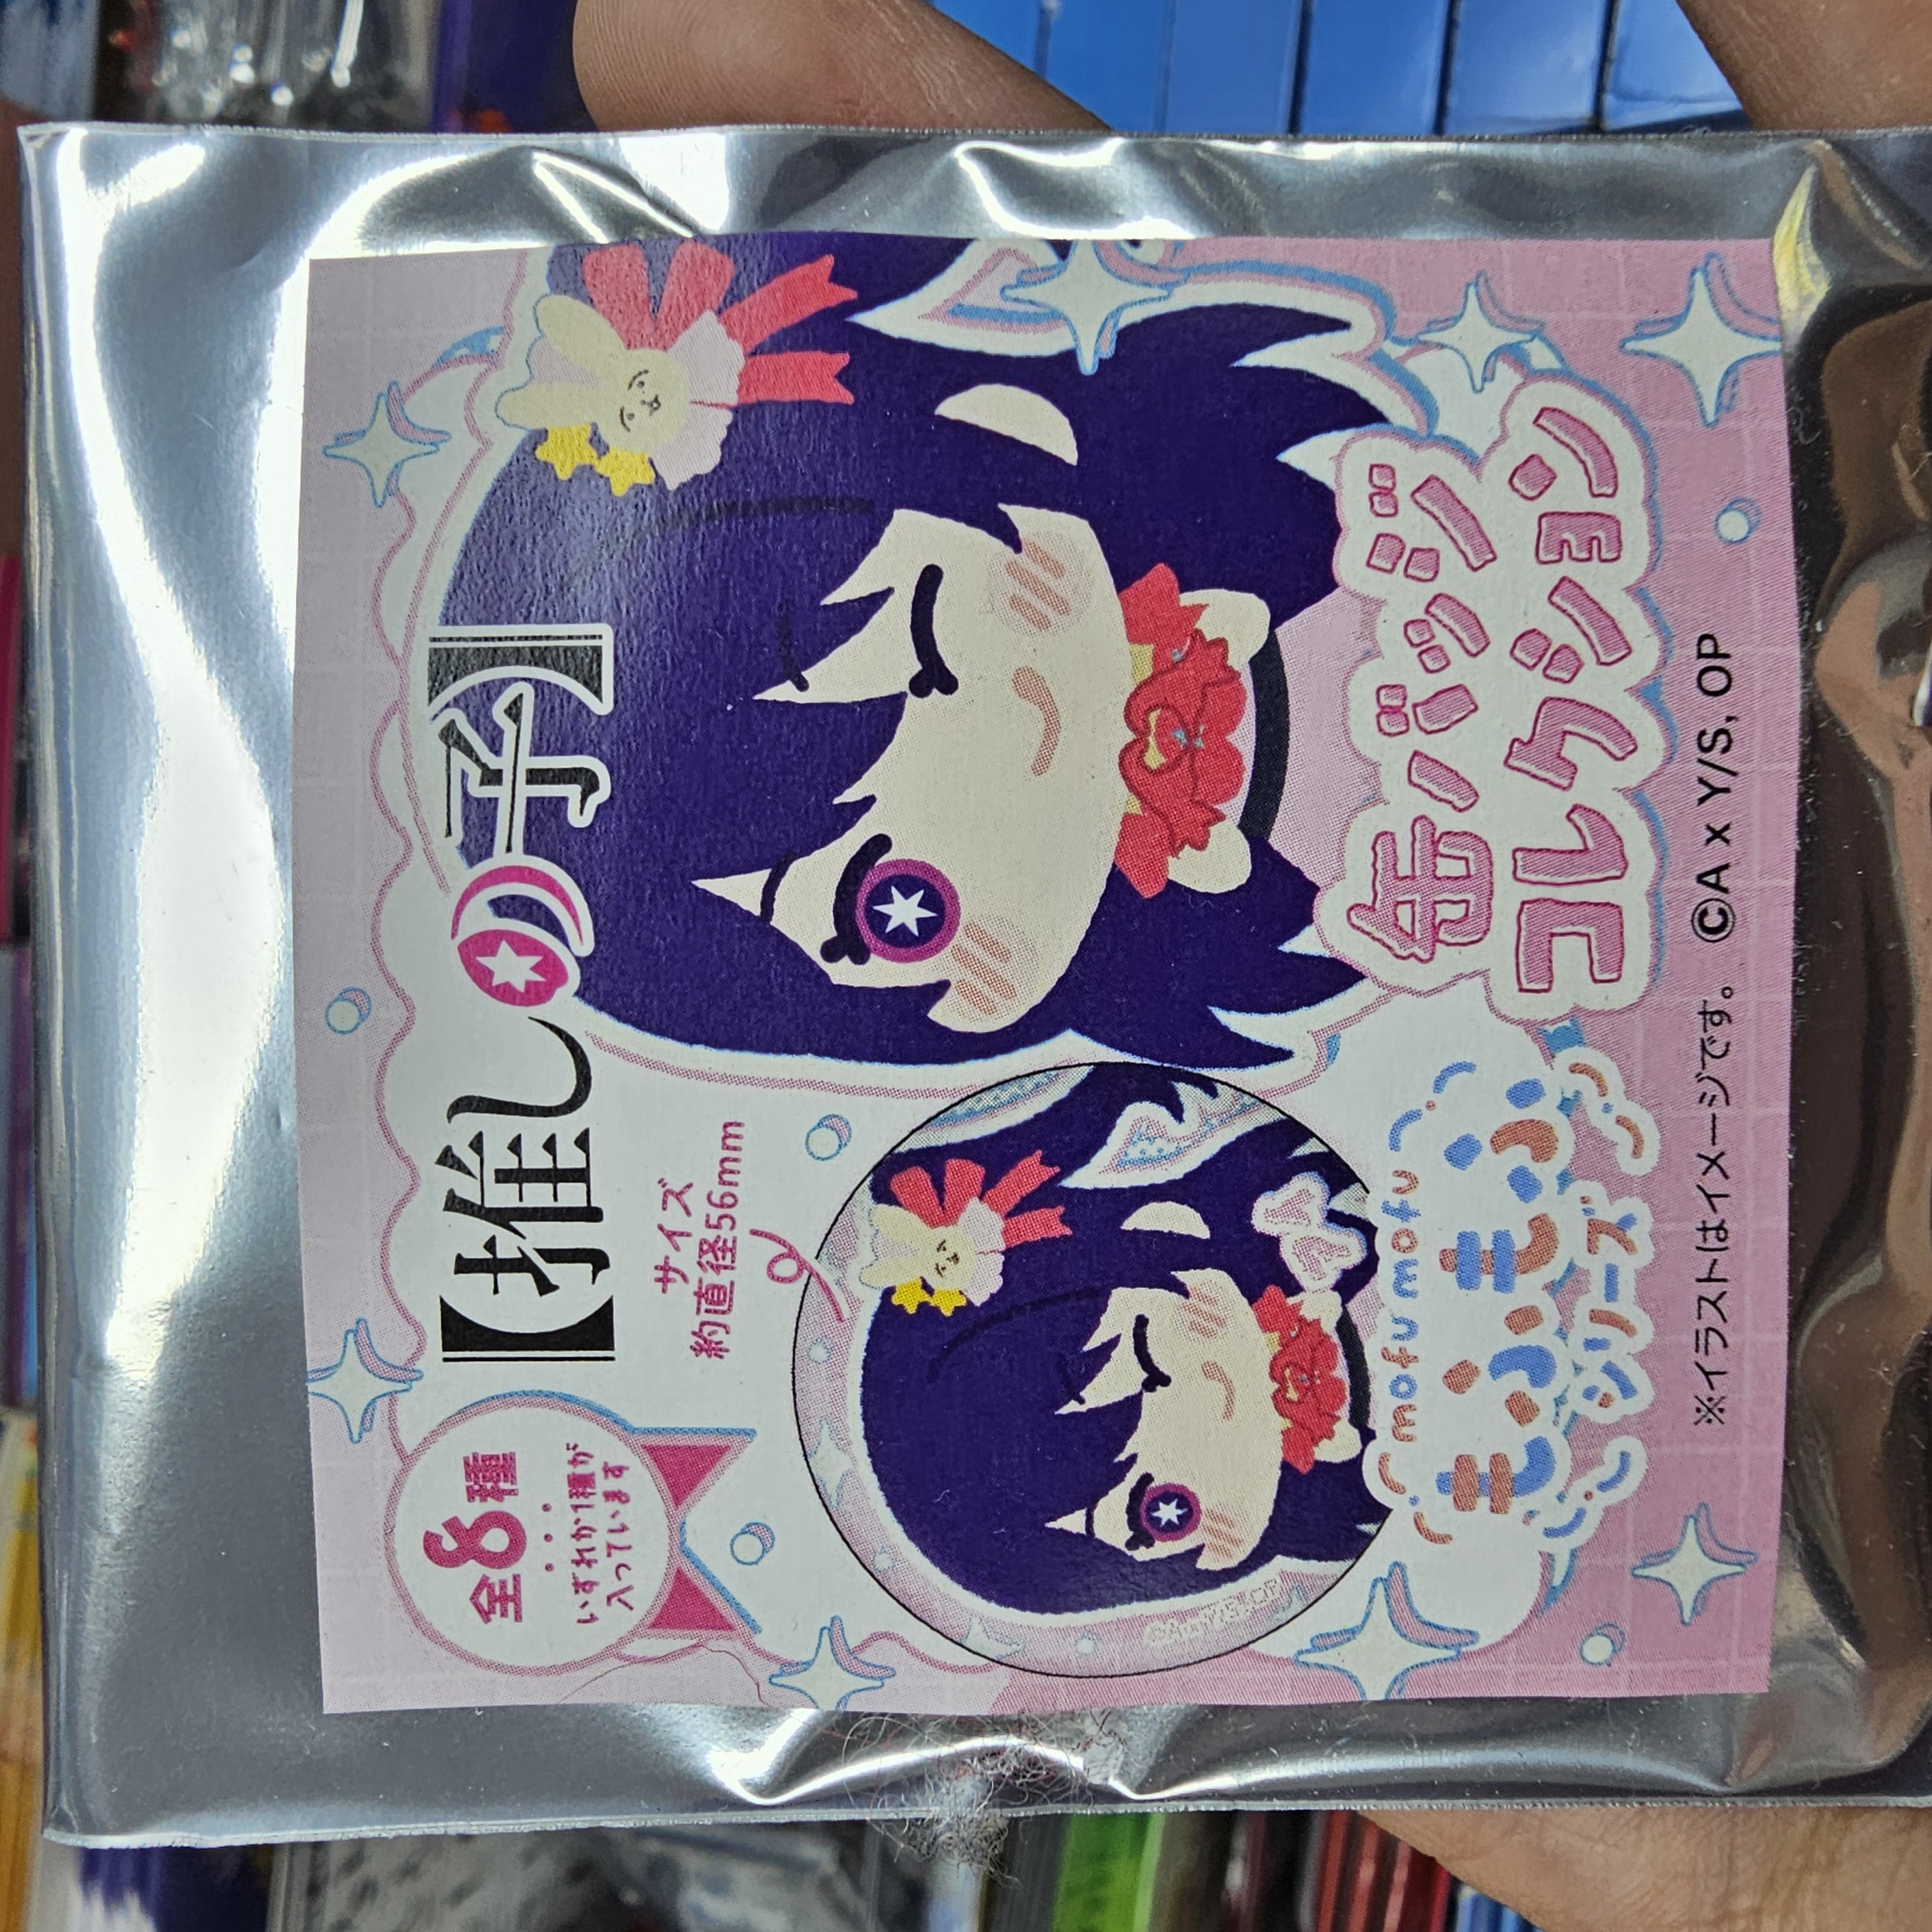 【推しの子】
全8種
いずれか1種が
入っています
サイズ
約直径56mm
©A x Y/S, OP
mofumofu
もふもふ
シリーズ
缶バッジ
コレクション
※イラストはイメージです。 ©A x Y/S, OP